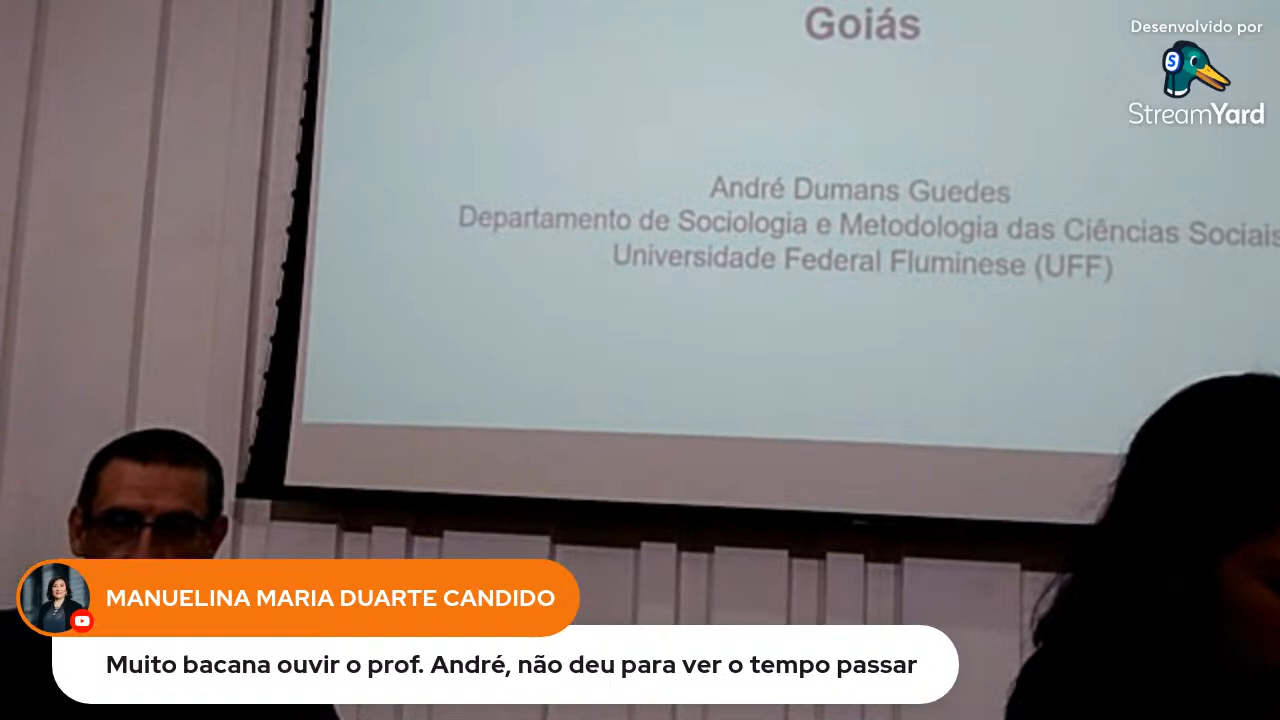 Goiás
Desenvolvido por
S
StreamYard
André Dumans Guedes
Departamento de Sociologia e Metodologia das Ciências Sociais
Universidade Federal Fluminese (UFF)
MANUELINA MARIA DUARTE CANDIDO
Muito bacana ouvir o prof. André, não deu para ver o tempo passar